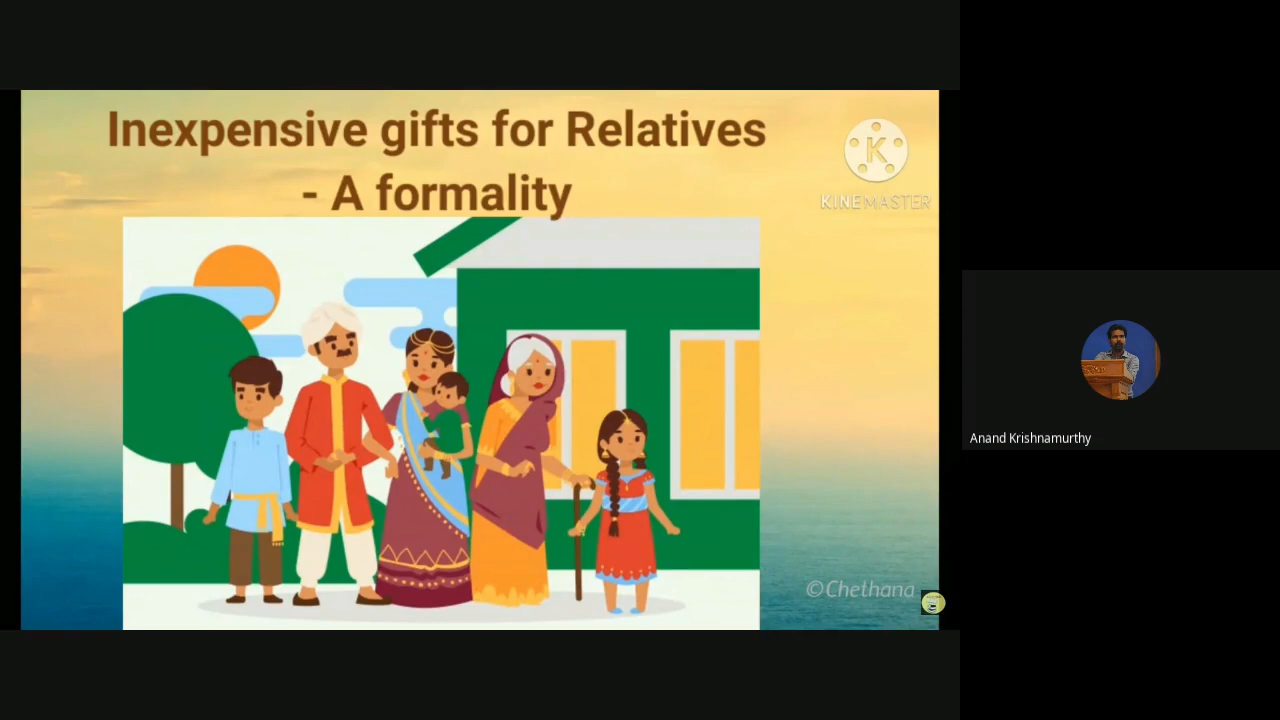 Inexpensive gifts for Relatives
- A formality
K
KINEMASTER
©Chethana
Anand Krishnamurthy